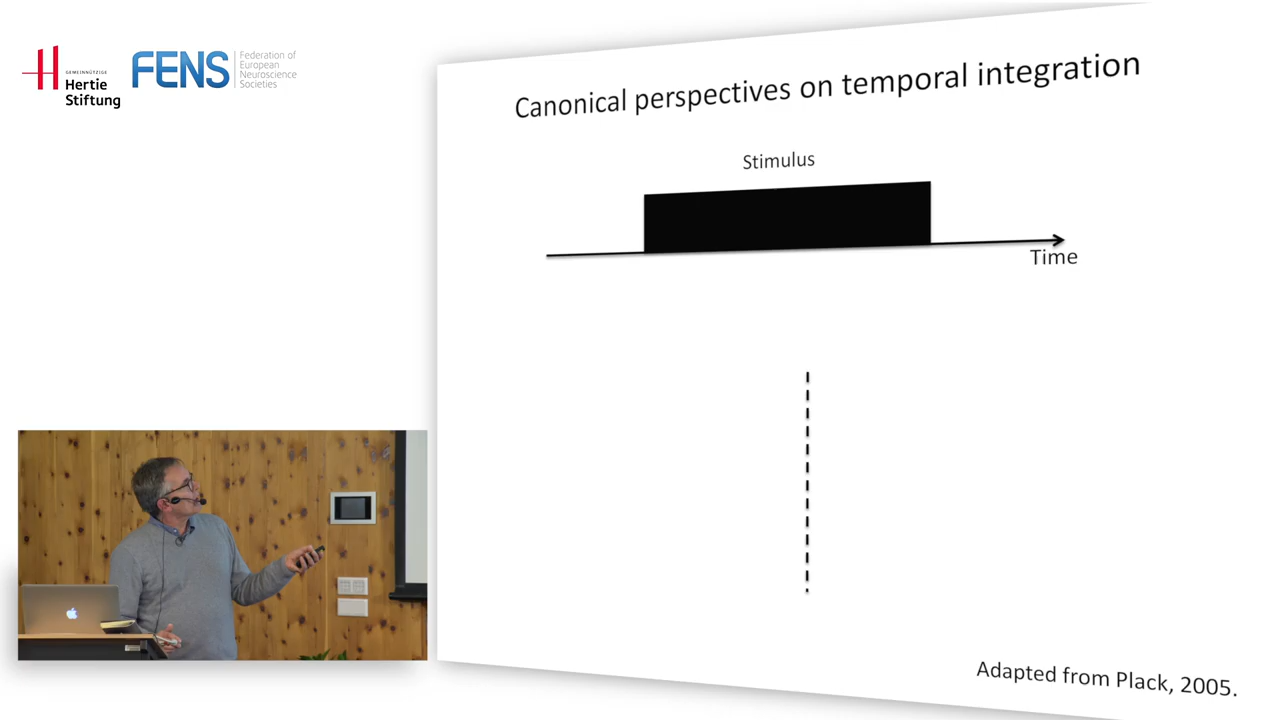 GEMEINNÜTZIGE
Hertie
Stiftung
FENS
Federation of
European
Neuroscience
Societies
Canonical perspectives on temporal integration
Stimulus
Time
Adapted from Plack, 2005.